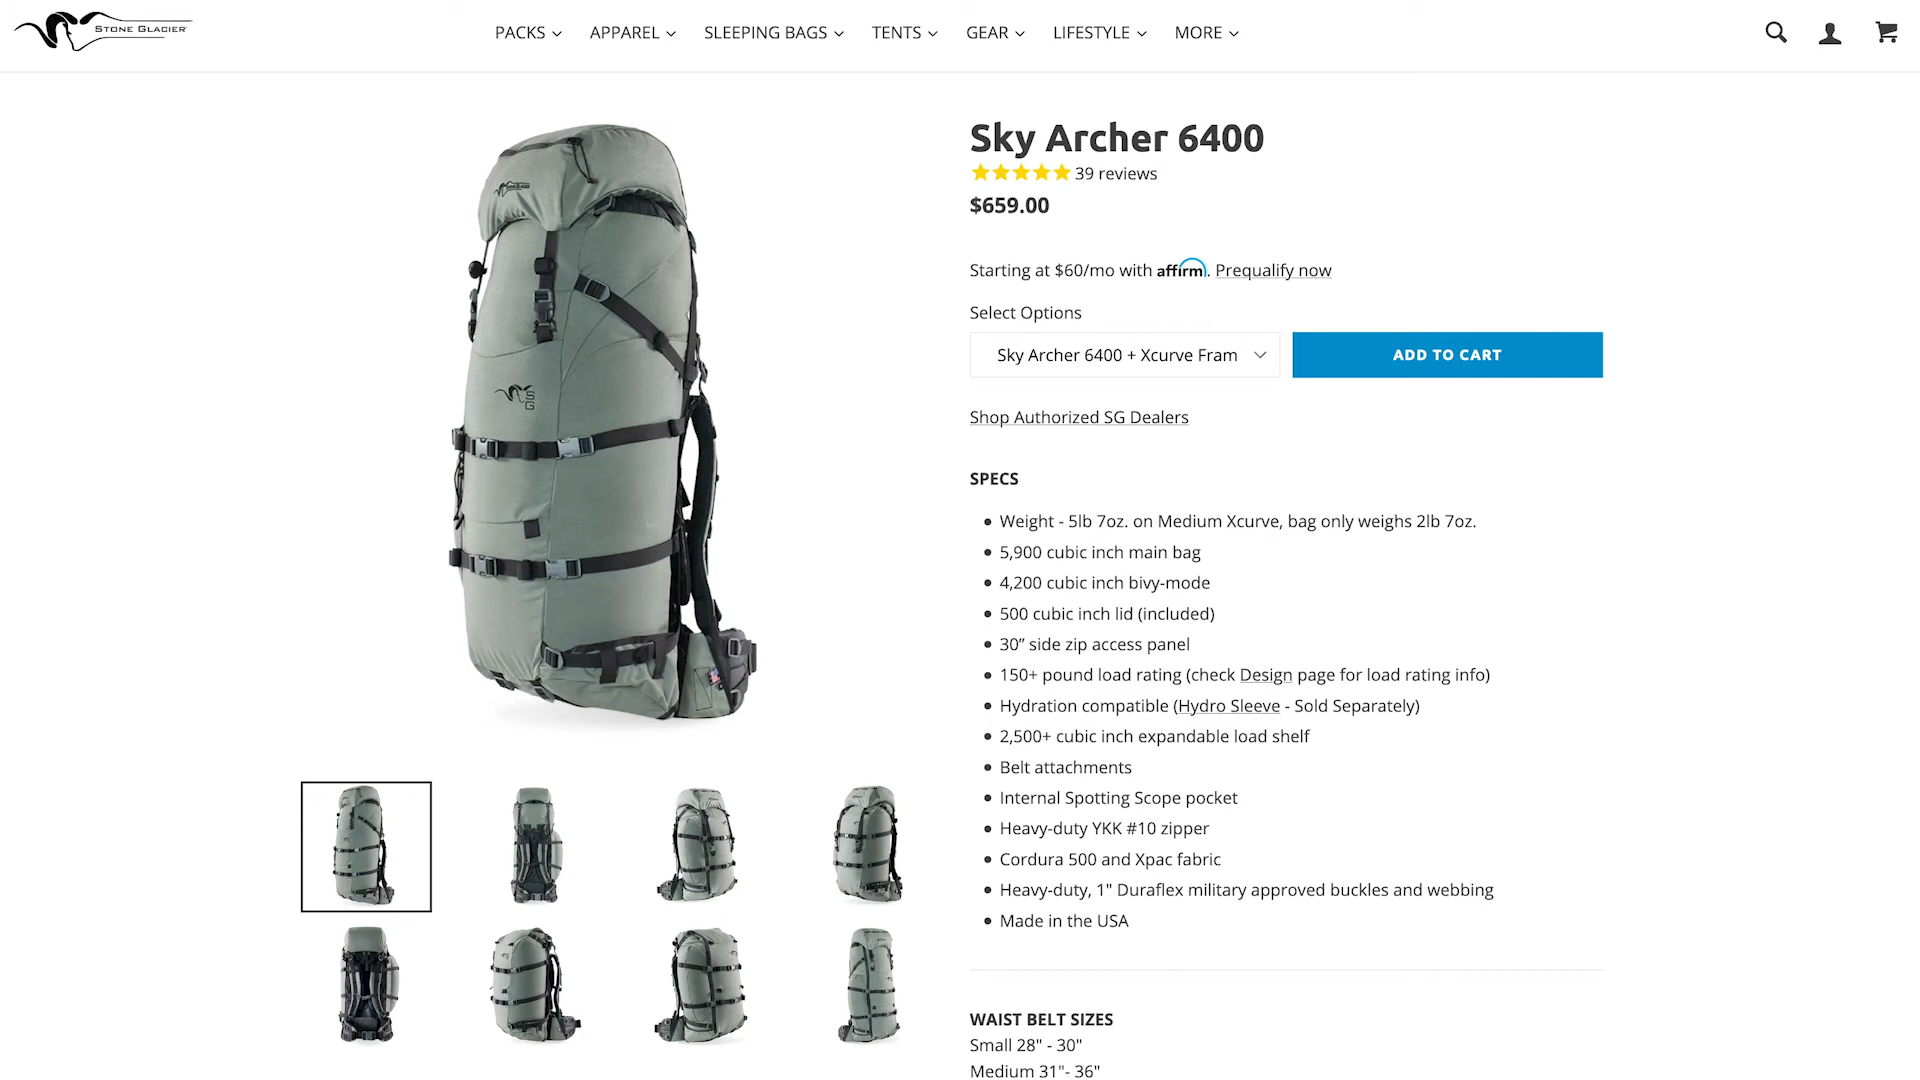 STONE GLACIER
PACKS
APPAREL
SLEEPING BAGS
TENTS
GEAR
LIFESTYLE
MORE
Sky Archer 6400
39 reviews
$659.00
Starting at $60/mo with affirm. Prequalify now
Select Options
Sky Archer 6400 + Xcurve Fram
ADD TO CART
Shop Authorized SG Dealers
SPECS
Weight - 5lb 7oz. on Medium Xcurve, bag only weighs 2lb 7oz.
5,900 cubic inch main bag
4,200 cubic inch bivy-mode
500 cubic inch lid (included)
30” side zip access panel
150+ pound load rating (check Design page for load rating info)
Hydration compatible (Hydro Sleeve - Sold Separately)
2,500+ cubic inch expandable load shelf
Belt attachments
Internal Spotting Scope pocket
Heavy-duty YKK #10 zipper
Cordura 500 and Xpac fabric
Heavy-duty, 1" Duraflex military approved buckles and webbing
Made in the USA
WAIST BELT SIZES
Small 28" - 30"
Medium 31"- 36"
SG